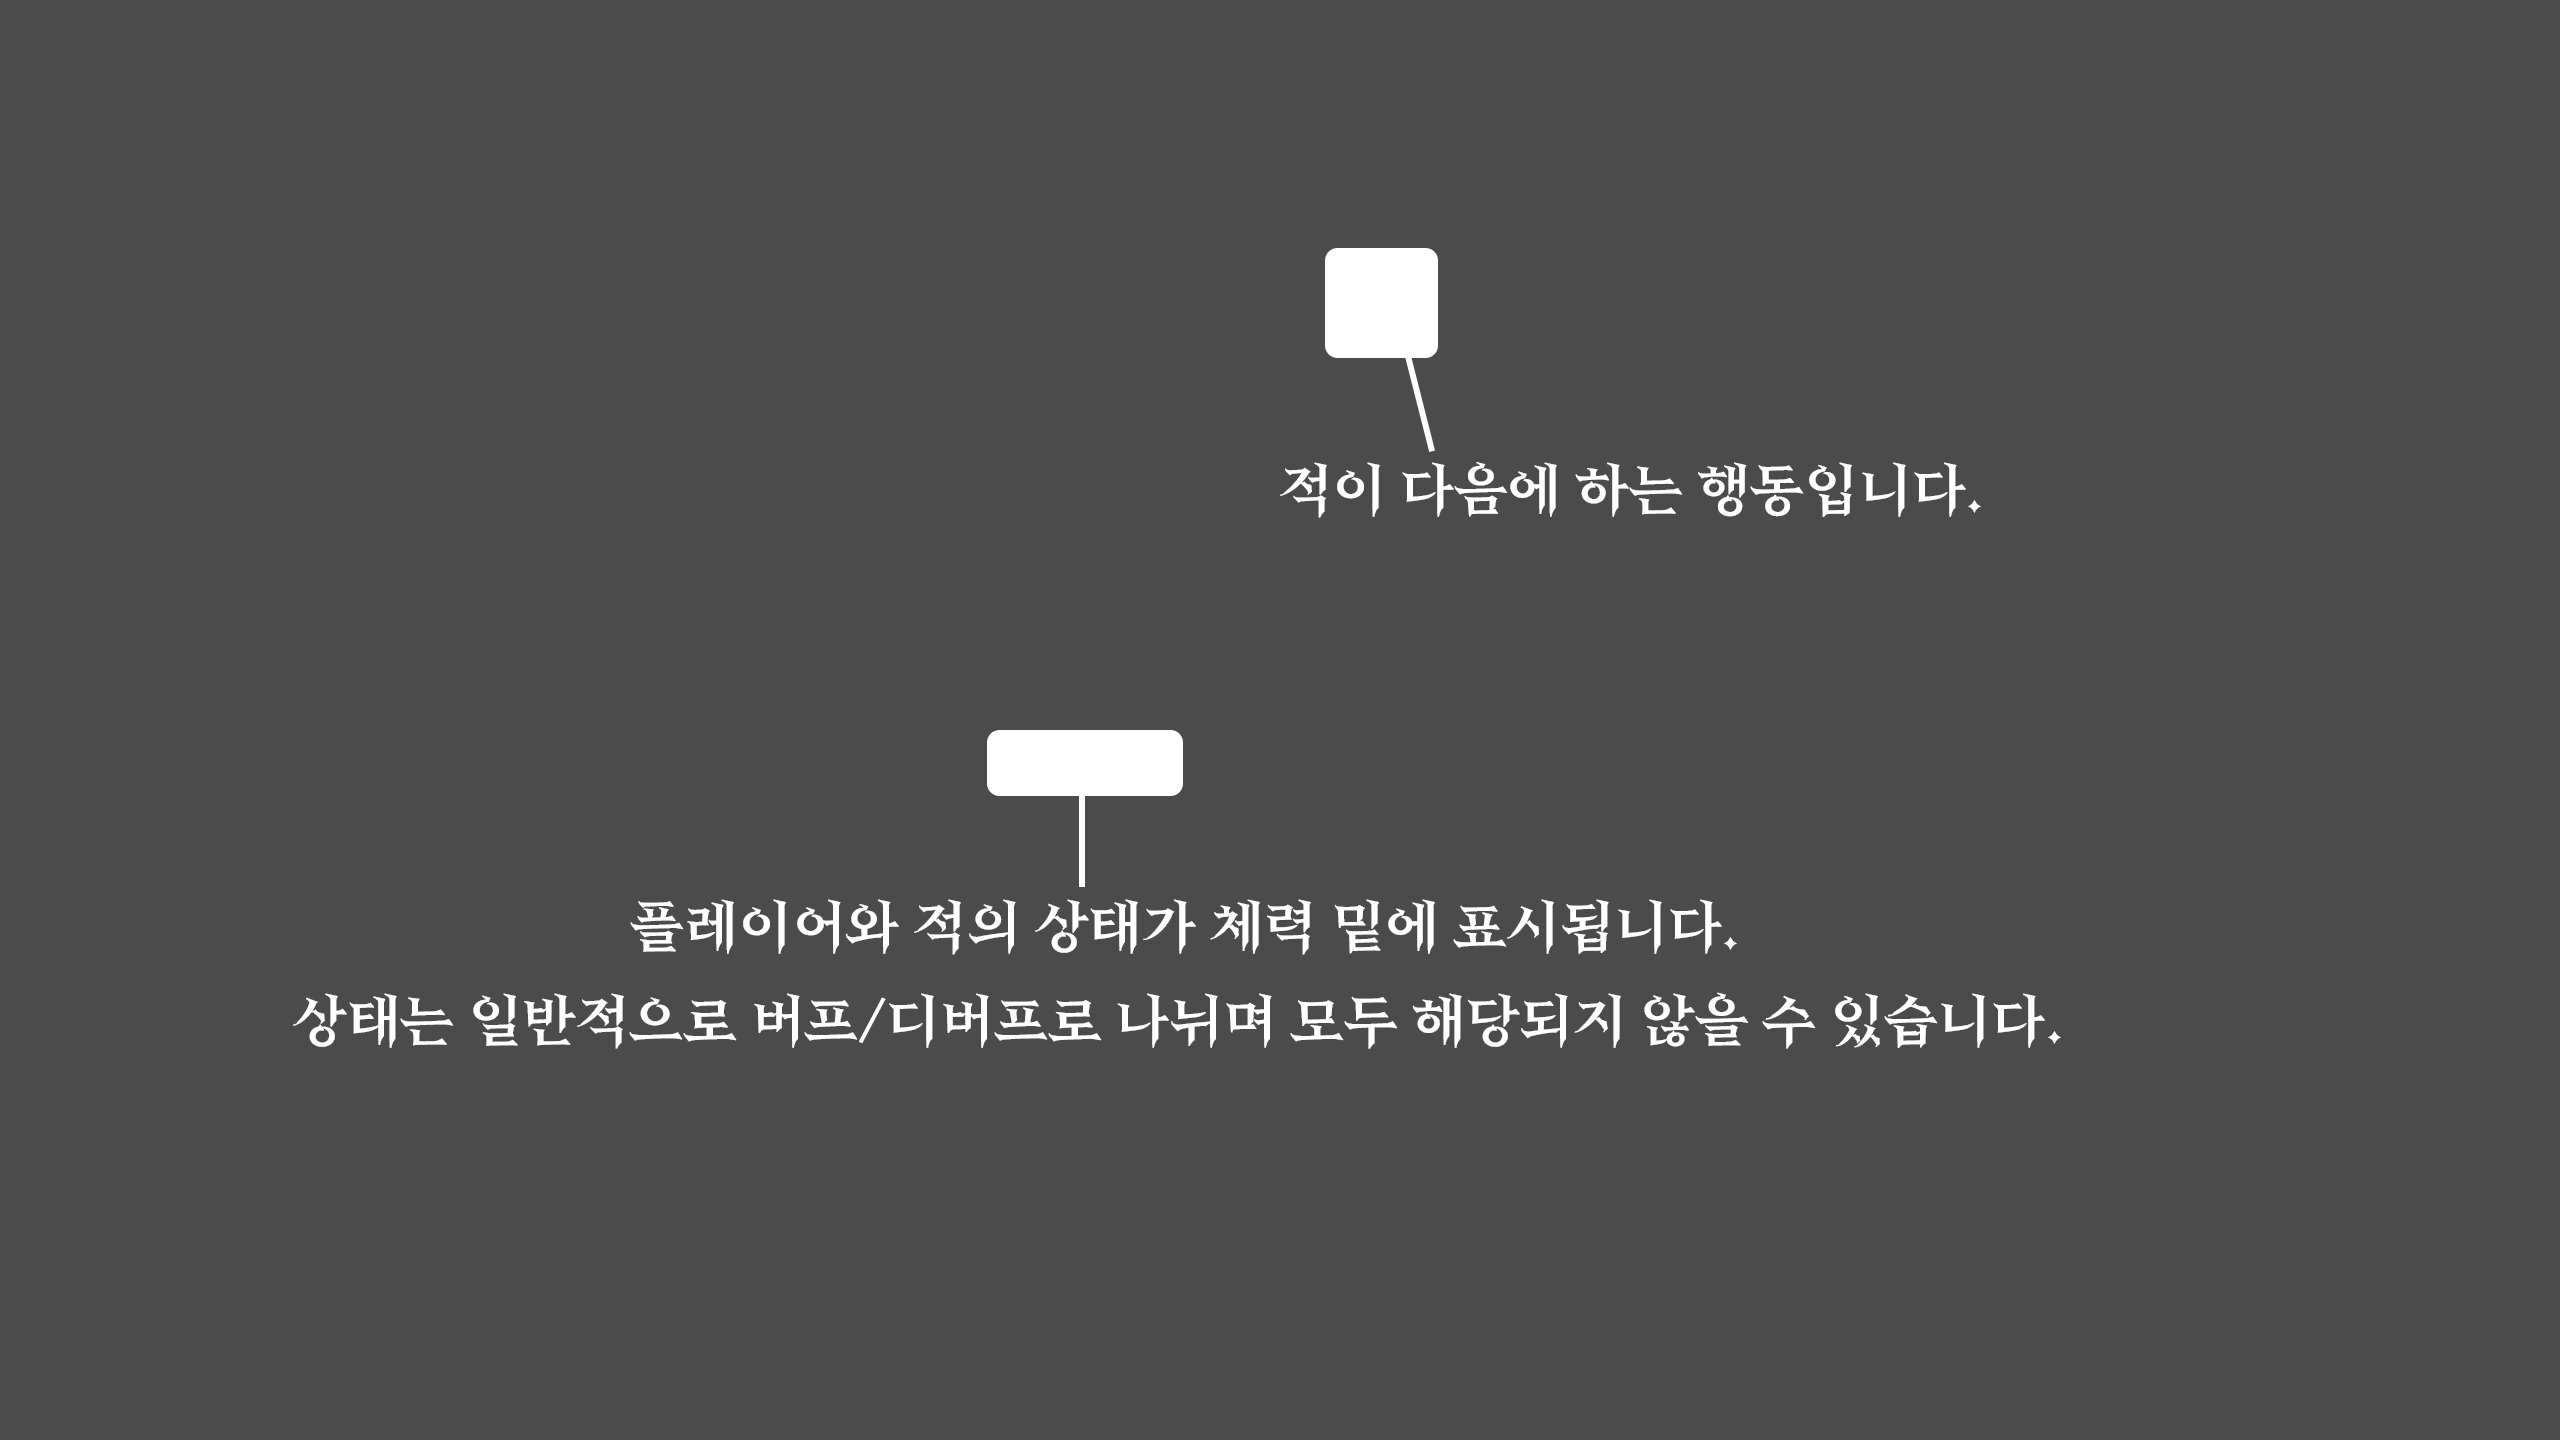 적이 다음에 하는 행동입니다.
플레이어와 적의 상태가 체력 밑에 표시됩니다.
상태는 일반적으로 버프/디버프로 나뉘며 모두 해당되지 않을 수 있습니다.